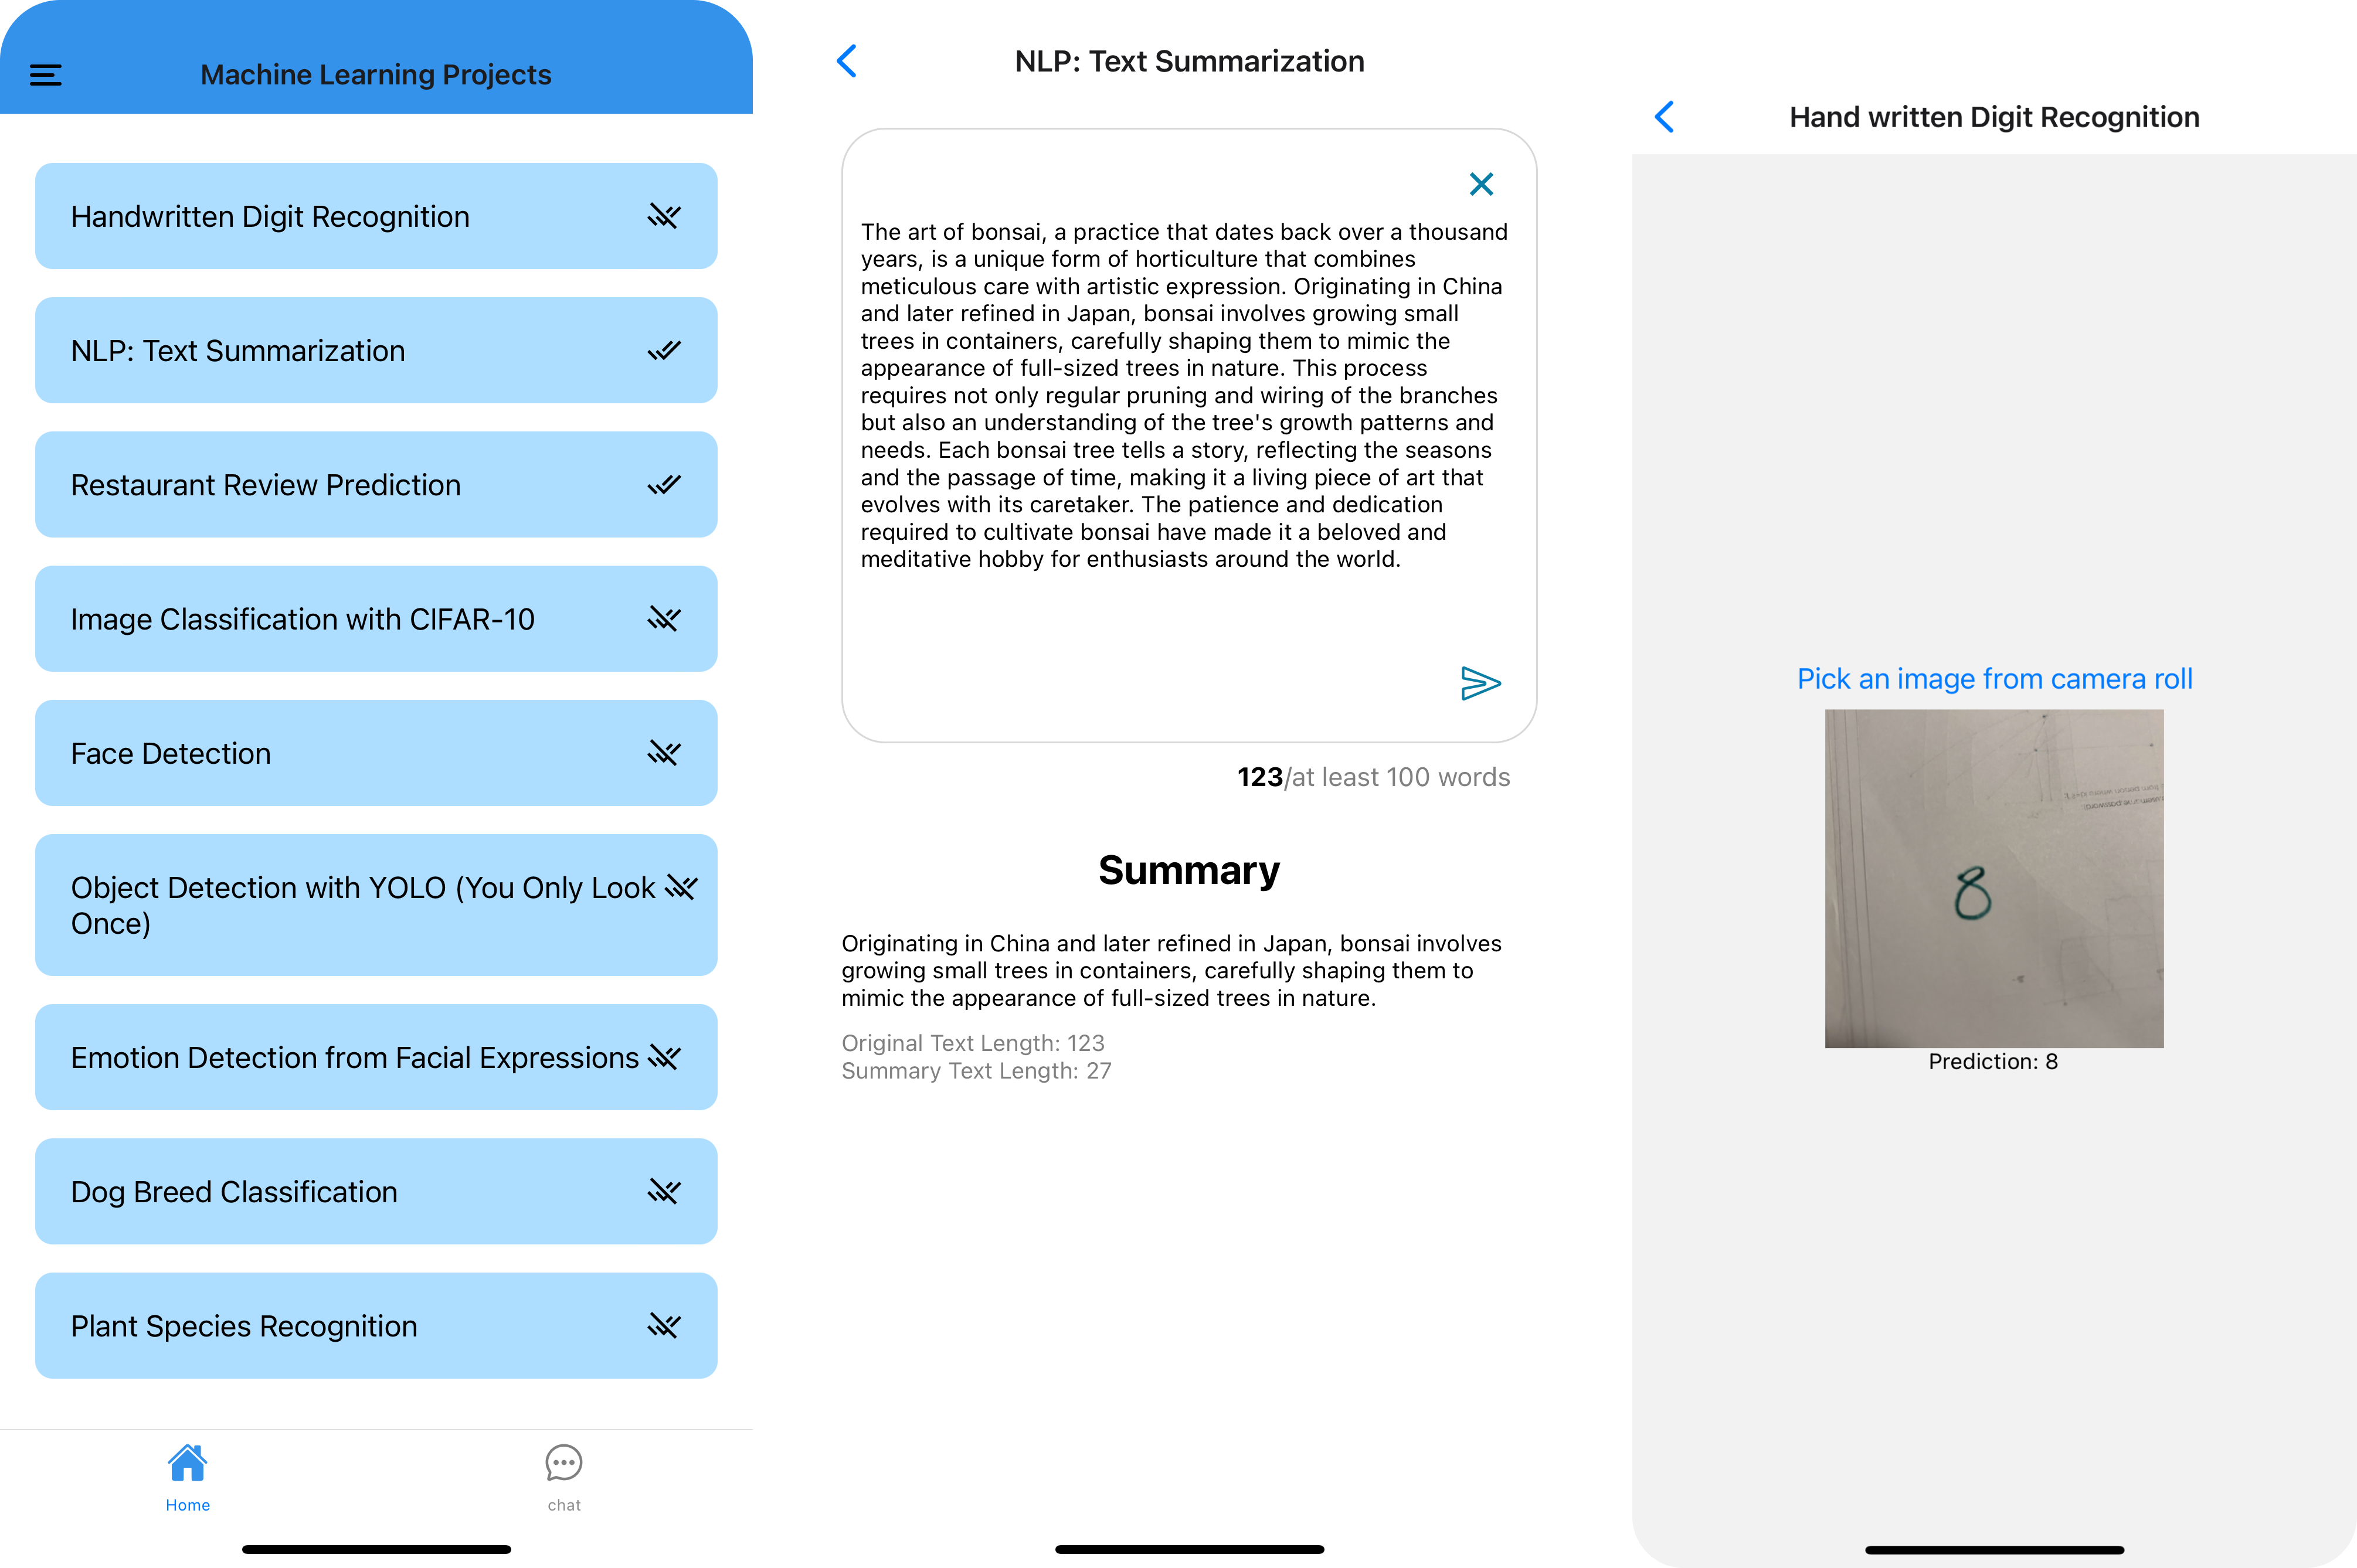 Machine Learning Projects
Handwritten Digit Recognition
NLP: Text Summarization
Restaurant Review Prediction
Image Classification with CIFAR-10
Face Detection
Object Detection with YOLO (You Only Look
Once)
Emotion Detection from Facial Expressions
Dog Breed Classification
Plant Species Recognition
Home
chat
NLP: Text Summarization
The art of bonsai, a practice that dates back over a thousand
years, is a unique form of horticulture that combines
meticulous care with artistic expression. Originating in China
and later refined in Japan, bonsai involves growing small
trees in containers, carefully shaping them to mimic the
appearance of full-sized trees in nature. This process
requires not only regular pruning and wiring of the branches
but also an understanding of the tree's growth patterns and
needs. Each bonsai tree tells a story, reflecting the seasons
and the passage of time, making it a living piece of art that
evolves with its caretaker. The patience and dedication
required to cultivate bonsai have made it a beloved and
meditative hobby for enthusiasts around the world.
123/at least 100 words
Summary
Originating in China and later refined in Japan, bonsai involves
growing small trees in containers, carefully shaping them to
mimic the appearance of full-sized trees in nature.
Original Text Length: 123
Summary Text Length: 27
Hand written Digit Recognition
Pick an image from camera roll
8
Prediction: 8